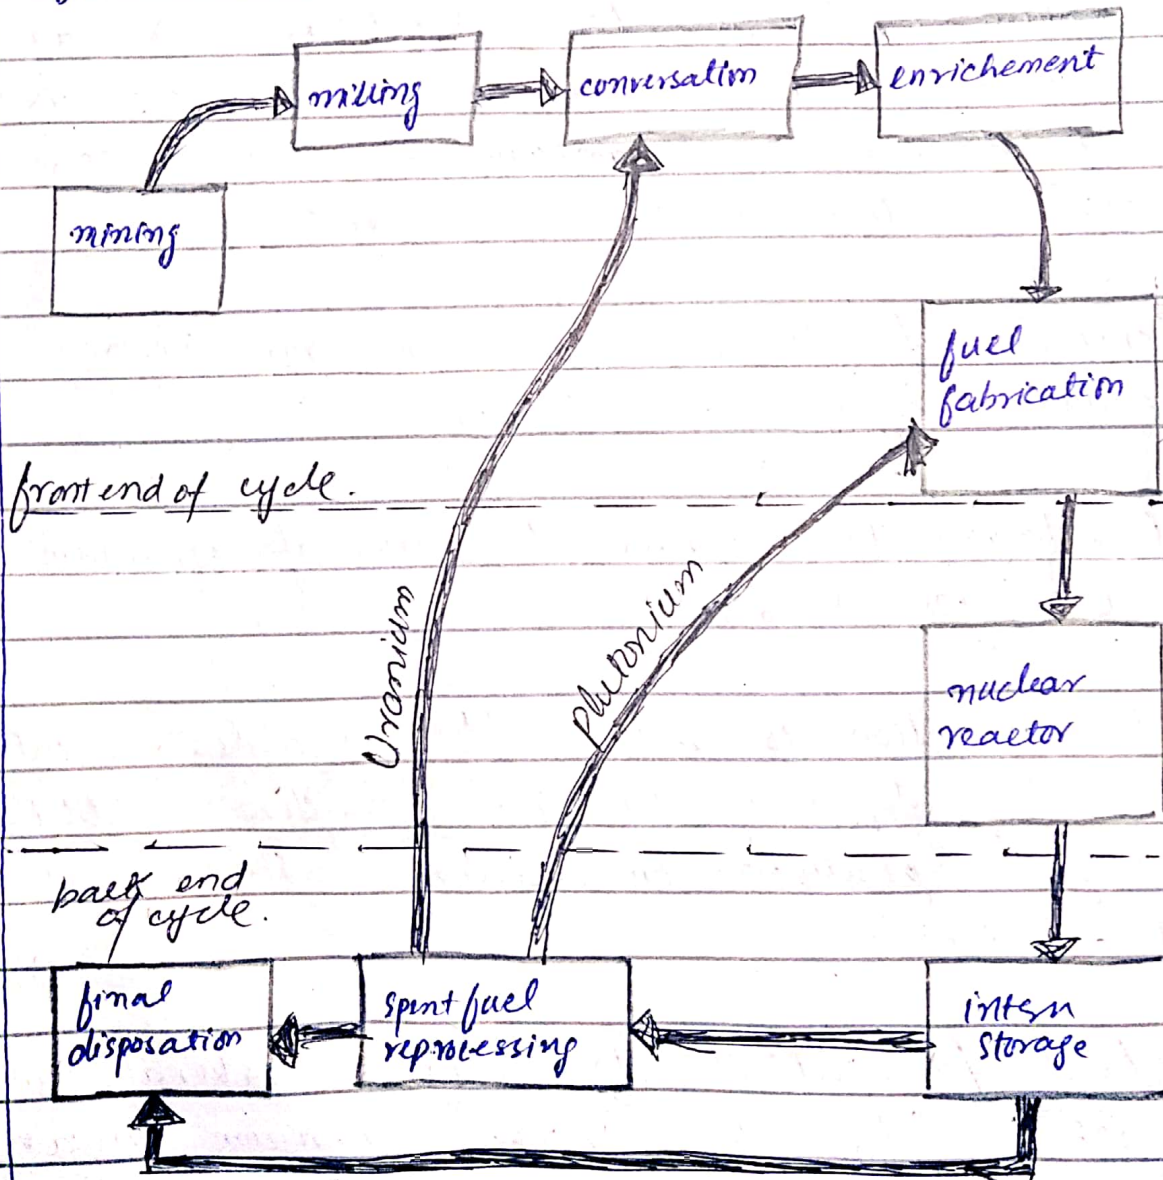 milling
conversation
enrichement
mining
fuel
fabrication
front end of cycle.
Uranium
plutonium
nuclear
reactor
back end
of cycle.
final
disposation
spent fuel
reprocessing
intern
storage